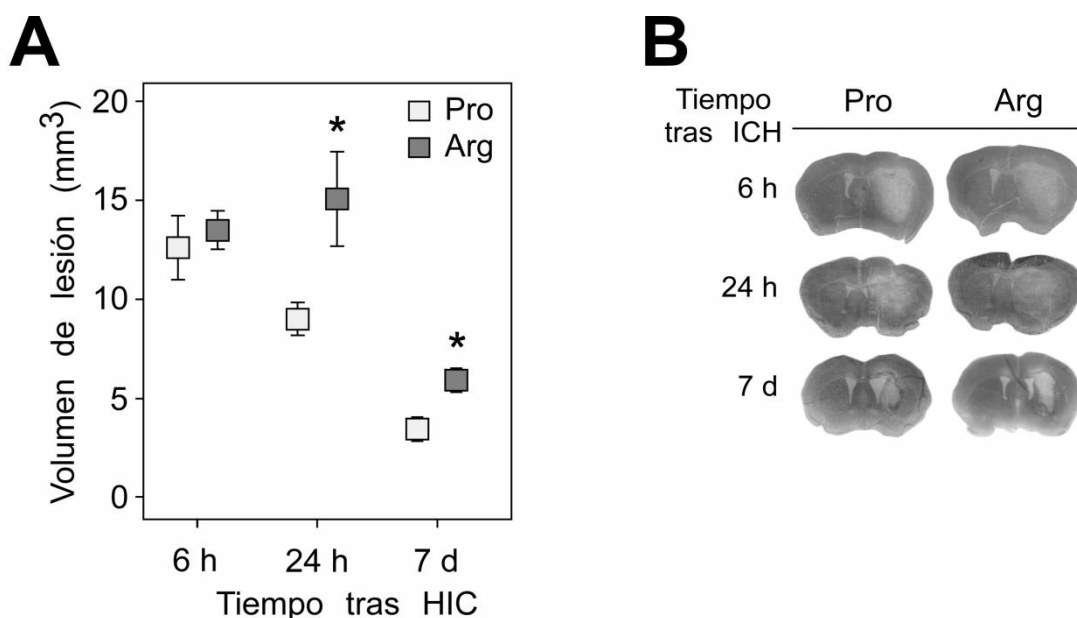 A
Volumen de lesión (mm3)
20
15
10
5
0
Pro
Arg
*
*
6 h 24 h 7 d
Tiempo tras HIC
B
Tiempo
tras ICH
Pro Arg
6 h
24 h
7 d